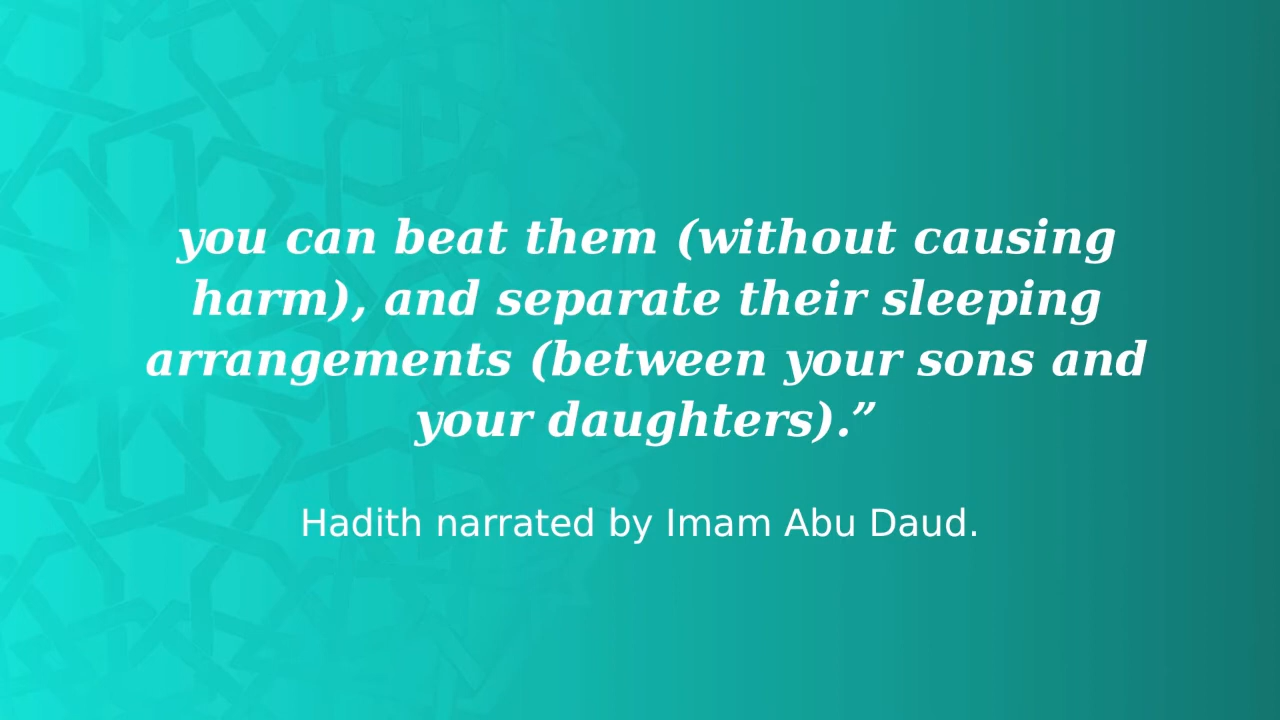 you can beat them (without causing
harm), and separate their sleeping
arrangements (between your sons and
your daughters).”
Hadith narrated by Imam Abu Daud.